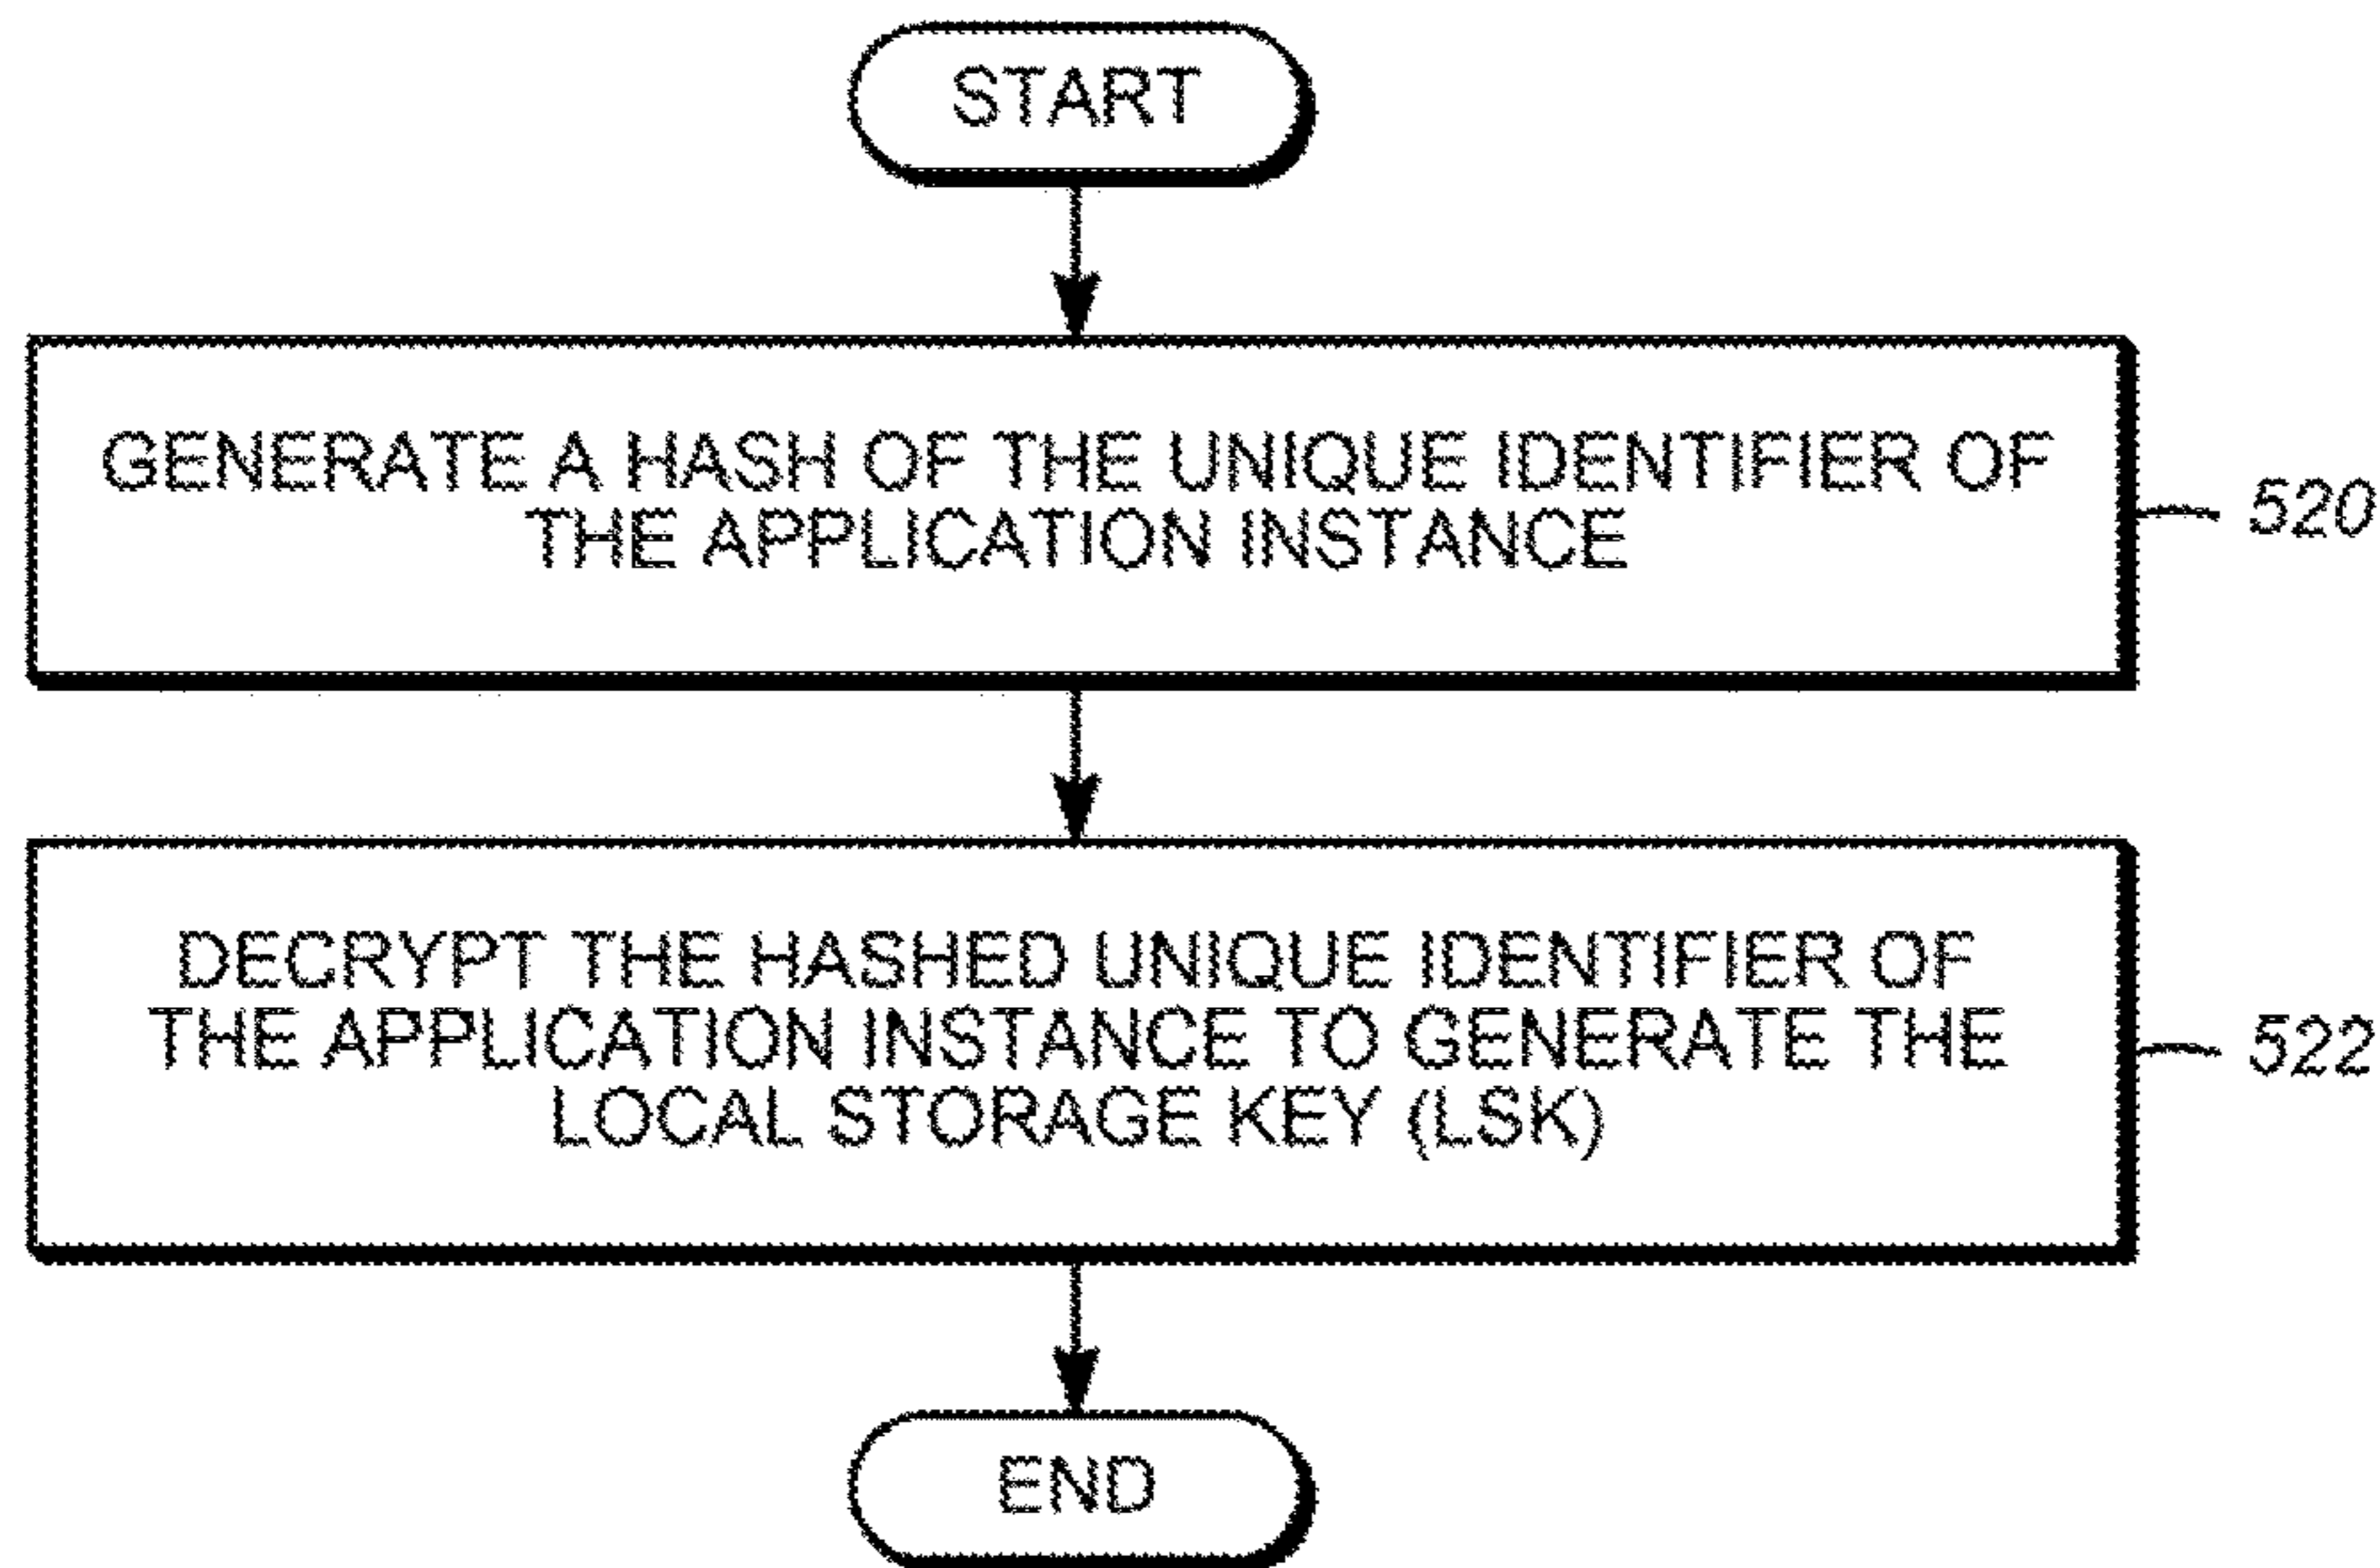 START
GENERATE A HASH OF THE UNIQUE IDENTIFIER OF
THE APPLICATION INSTANCE
520
DECRYPT THE HASHED UNIQUE IDENTIFIER OF
THE APPLICATION INSTANCE TO GENERATE THE
LOCAL STORAGE KEY (LSK)
522
END